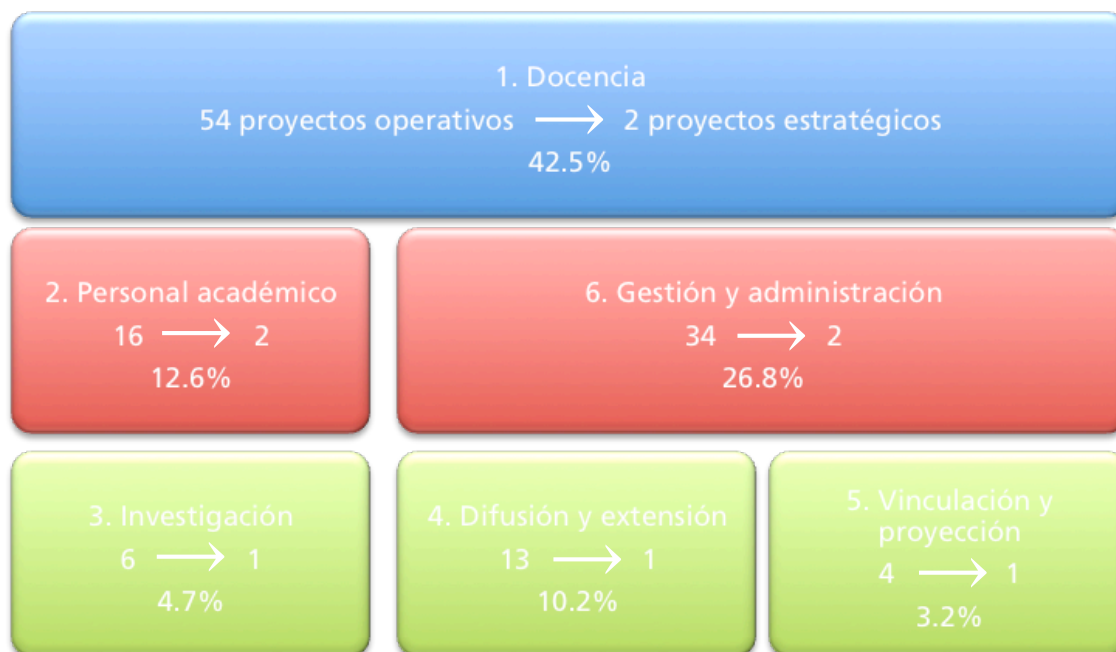 1. Docencia
54 proyectos operativos → 2 proyectos estratégicos
42.5%
2. Personal académico
16 → 2
12.6%
6. Gestión y administración
34 → 2
26.8%
3. Investigación
6 → 1
4.7%
4. Difusión y extensión
13 → 1
10.2%
5. Vinculación y
proyección
4 → 1
3.2%